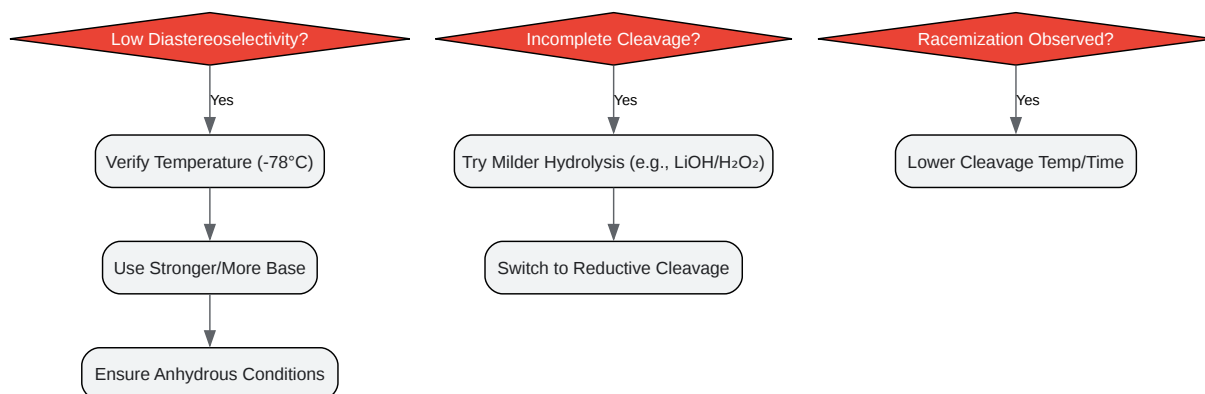 Low Diastereoselectivity?
Yes
Verify Temperature (-78°C)
Use Stronger/More Base
Ensure Anhydrous Conditions
Incomplete Cleavage?
Yes
Try Milder Hydrolysis (e.g., LiOH/H₂O₂)
Switch to Reductive Cleavage
Racemization Observed?
Yes
Lower Cleavage Temp/Time